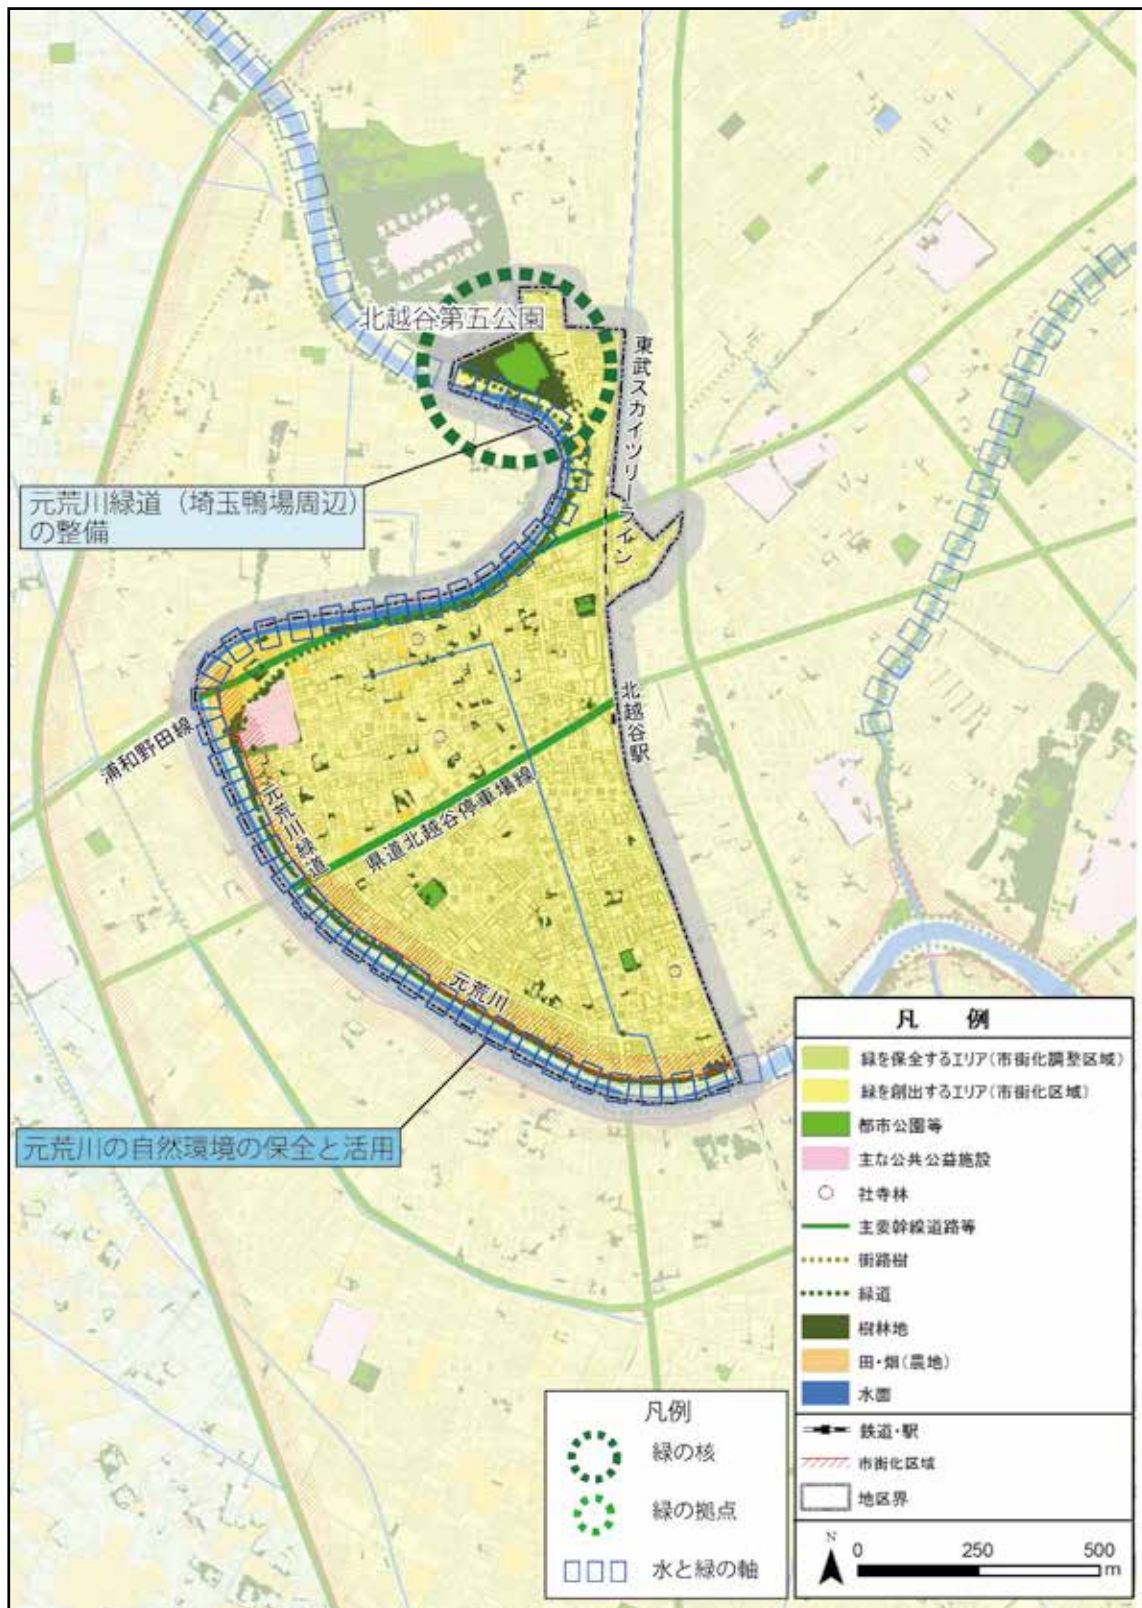 北越谷第五公園
東武スカイツリーライン
元荒川緑道（埼玉鴨場周辺）
の整備
北越谷駅
浦和野田線
元荒川緑道
県道北越谷停車場線
元荒川
元荒川の自然環境の保全と活用
凡 例
緑を保全するエリア(市街化調整区域)
緑を創出するエリア(市街化区域)
都市公園等
主な公共公益施設
社寺林
主要幹線道路等
街路樹
緑道
樹林地
田・畑(農地)
水面
鉄道・駅
市街化区域
地区界
N
0 250 500
m
凡例
緑の核
緑の拠点
水と緑の軸